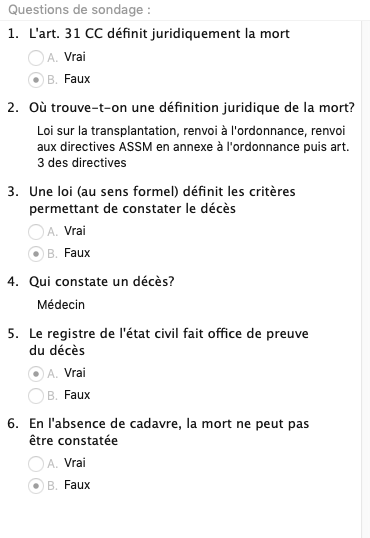 Questions de sondage :
1. L'art. 31 CC définit juridiquement la mort
A. Vrai
B. Faux
2. Où trouve-t-on une définition juridique de la mort?
Loi sur la transplantation, renvoi à l'ordonnance, renvoi
aux directives ASSM en annexe à l'ordonnance puis art.
3 des directives
3. Une loi (au sens formel) définit les critères
permettant de constater le décès
A. Vrai
B. Faux
4. Qui constate un décès?
Médecin
5. Le registre de l'état civil fait office de preuve
du décès
A. Vrai
B. Faux
6. En l'absence de cadavre, la mort ne peut pas
être constatée
A. Vrai
B. Faux